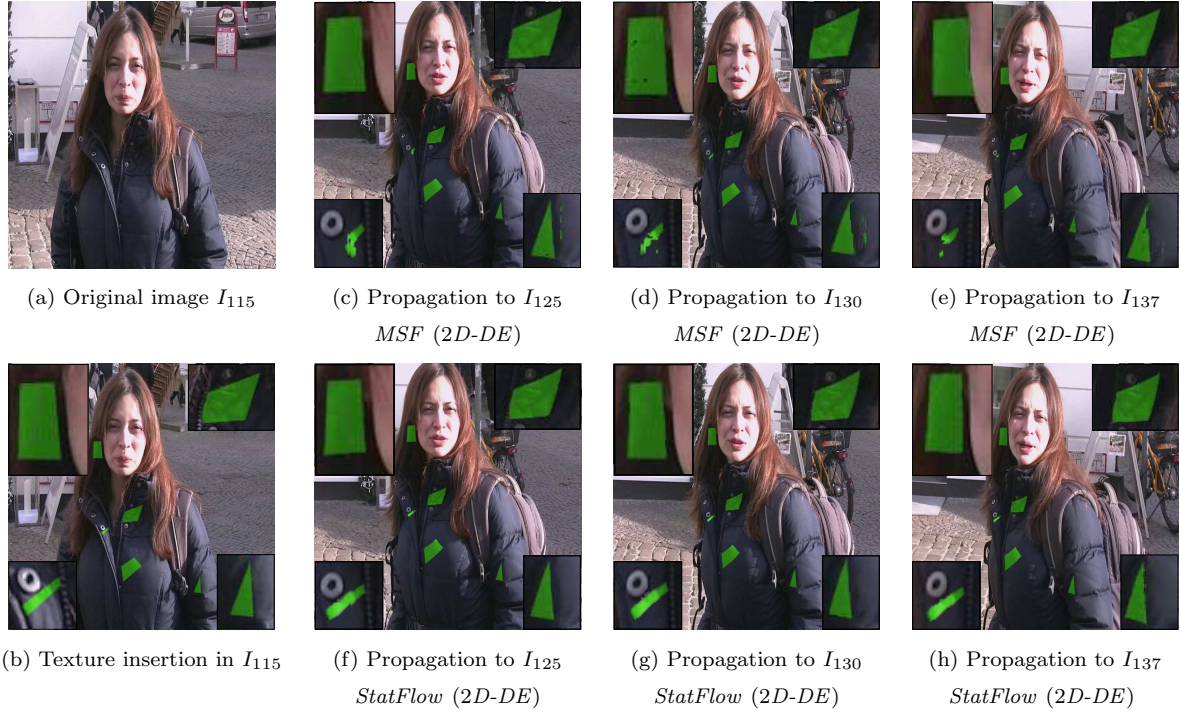 (a) Original image I₁₁₅
(c) Propagation to I₁₂₅
MSF (2D-DE)
(d) Propagation to I₁₃₀
MSF (2D-DE)
(e) Propagation to I₁₃₇
MSF (2D-DE)
(b) Texture insertion in I₁₁₅
(f) Propagation to I₁₂₅
StatFlow (2D-DE)
(g) Propagation to I₁₃₀
StatFlow (2D-DE)
(h) Propagation to I₁₃₇
StatFlow (2D-DE)